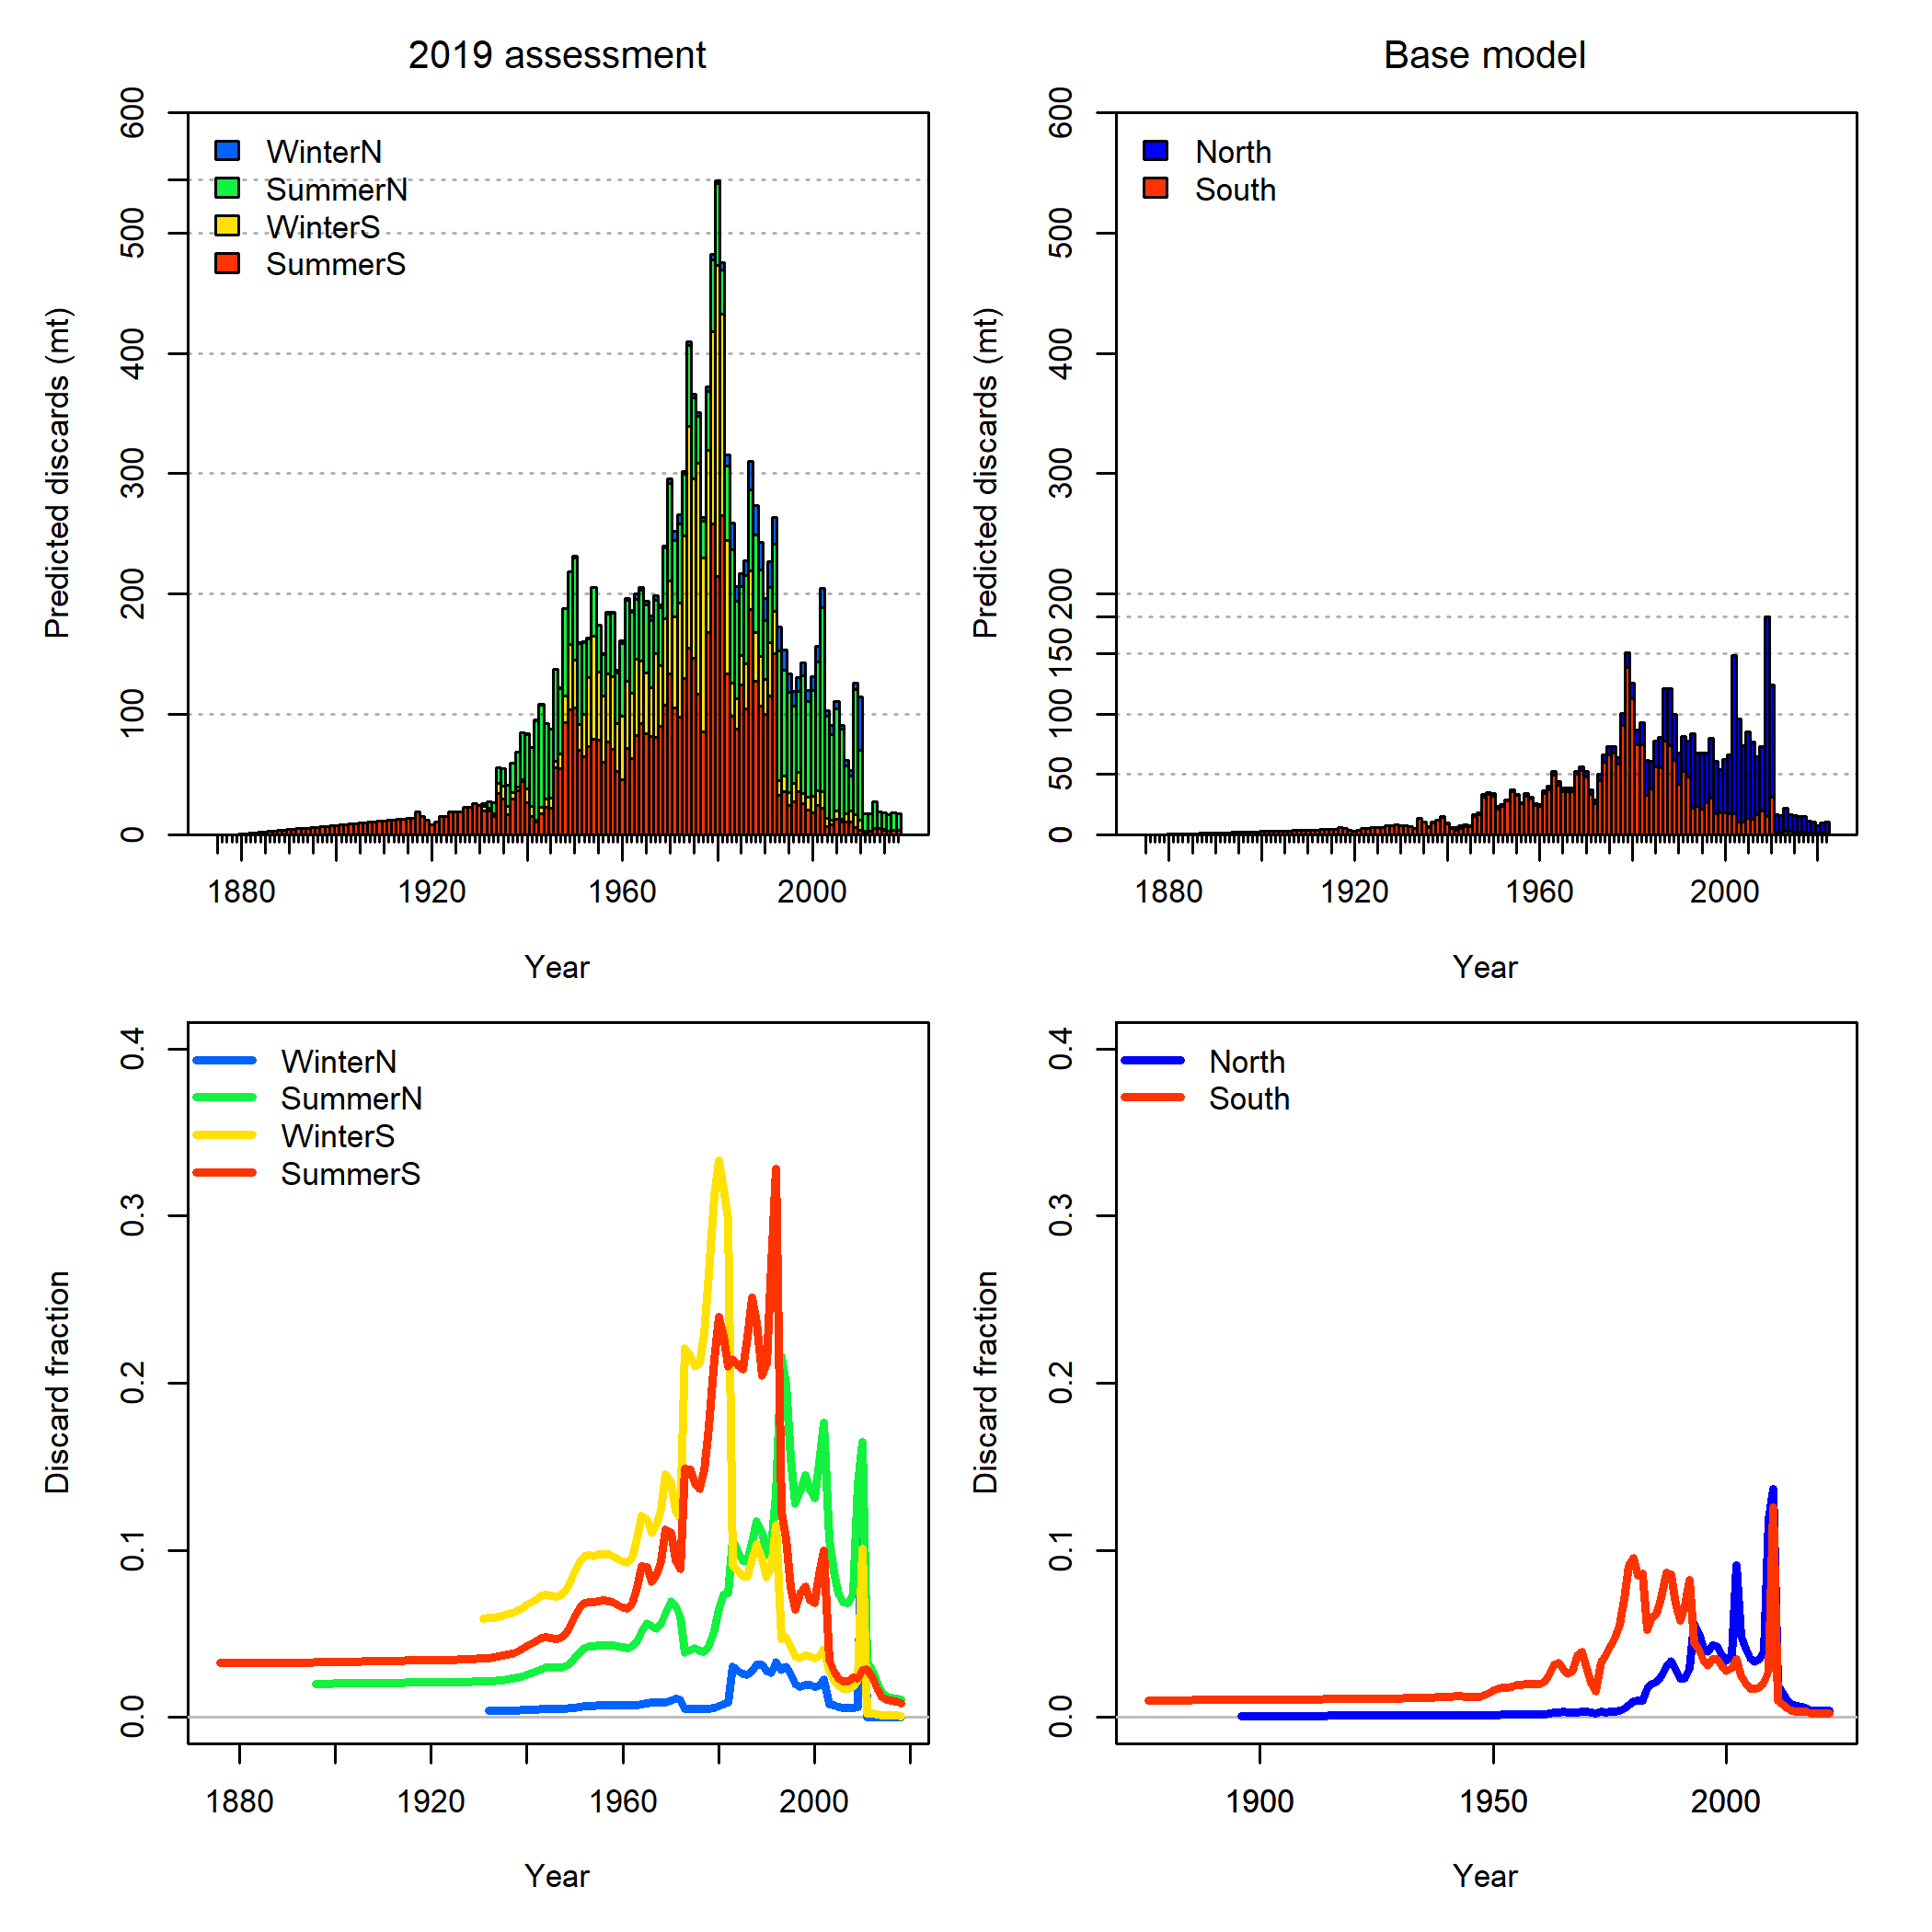 2019 assessment
Base model
Predicted discards (mt)
0 100 200 300 400 500 600
WinterN
SummerN
WinterS
SummerS
1880 1920 1960 2000
Year
Predicted discards (mt)
0 50 100 150 200 300 400 500 600
North
South
1880 1920 1960 2000
Year
Discard fraction
0.0 0.1 0.2 0.3 0.4
WinterN
SummerN
WinterS
SummerS
1880 1920 1960 2000
Year
Discard fraction
0.0 0.1 0.2 0.3 0.4
North
South
1900 1950 2000
Year